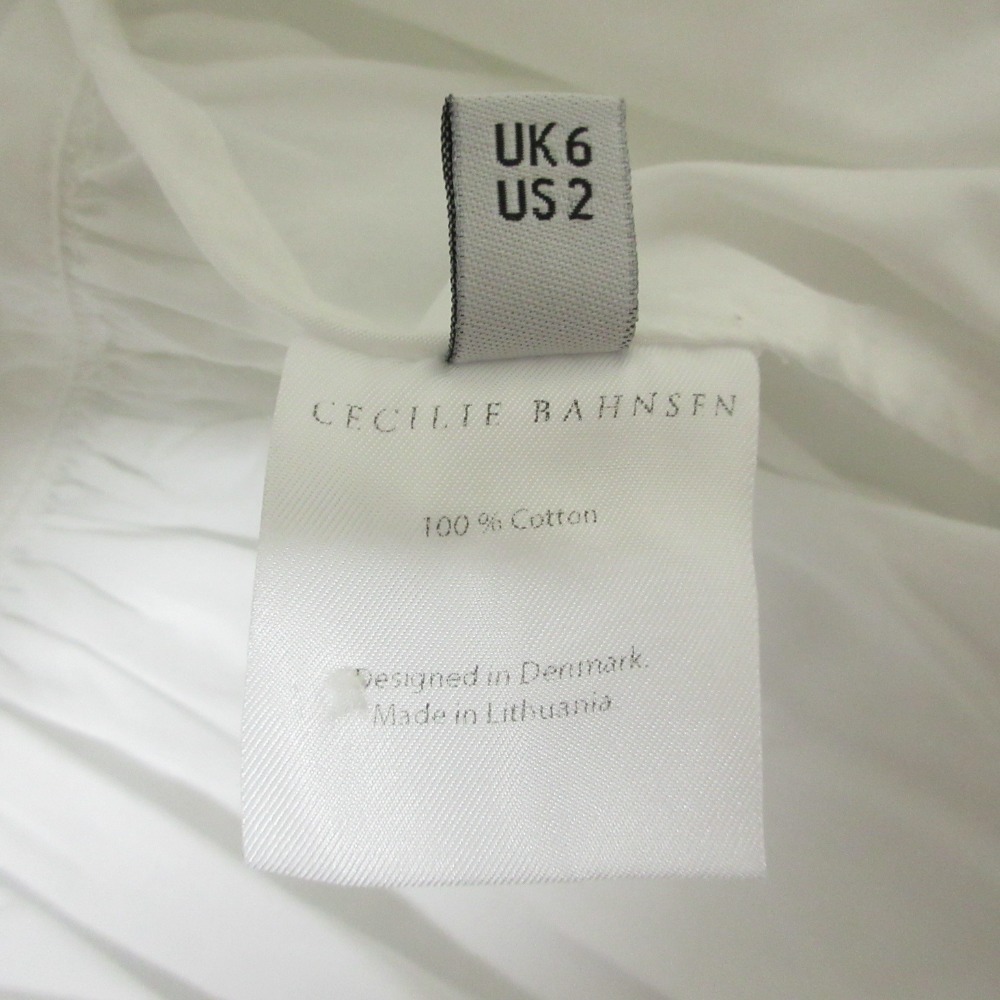 UK 6
US 2
CECILIE BAHNSEN
100 % Cotton
Designed in Denmark.
Made in Lithuania